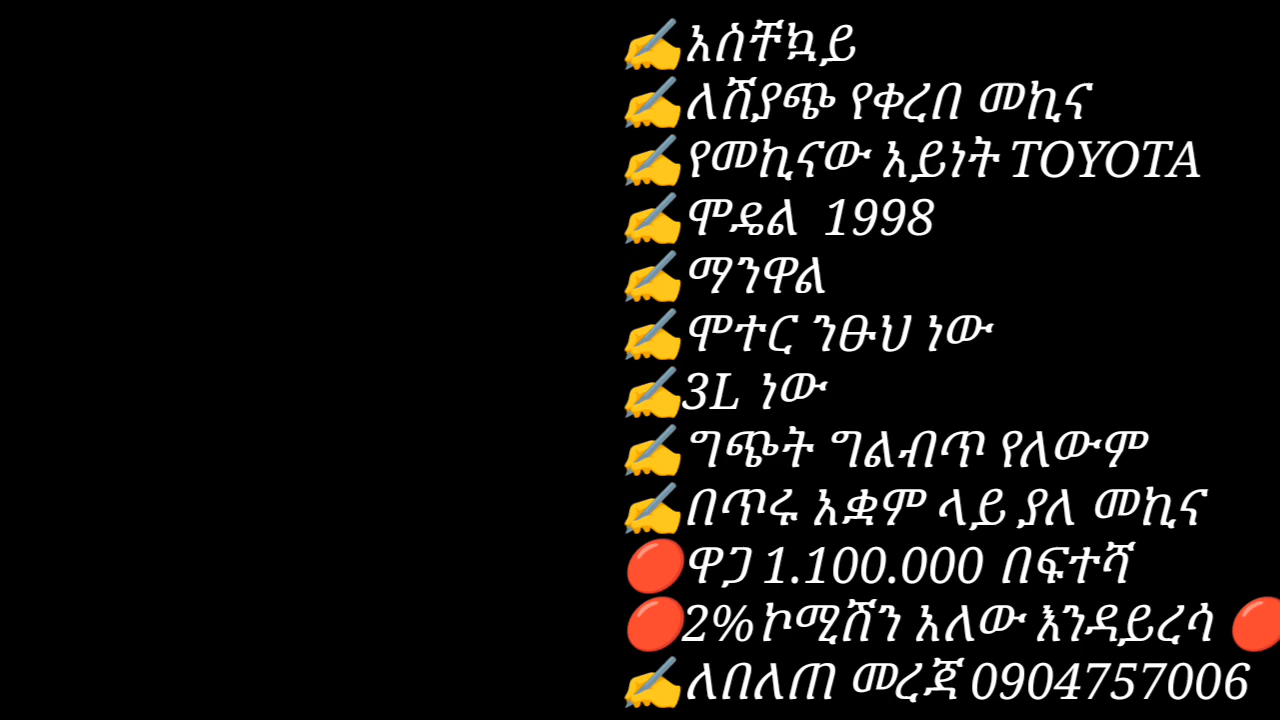 ✍️አስቸኳይ
✍️ለሽያጭ የቀረበ መኪና
✍️የመኪናው አይነት TOYOTA
✍️ሞዴል 1998
✍️ማንዋል
✍️ሞተር ንፁህ ነው
✍️3L ነው
✍️ግጭት ግልብጥ የለውም
✍️በጥሩ አቋም ላይ ያለ መኪና
🔴ዋጋ 1.100.000 በፍተሻ
🔴2%ኮሚሽን አለው እንዳይረሳ 🔴
✍️ለበለጠ መረጃ 0904757006